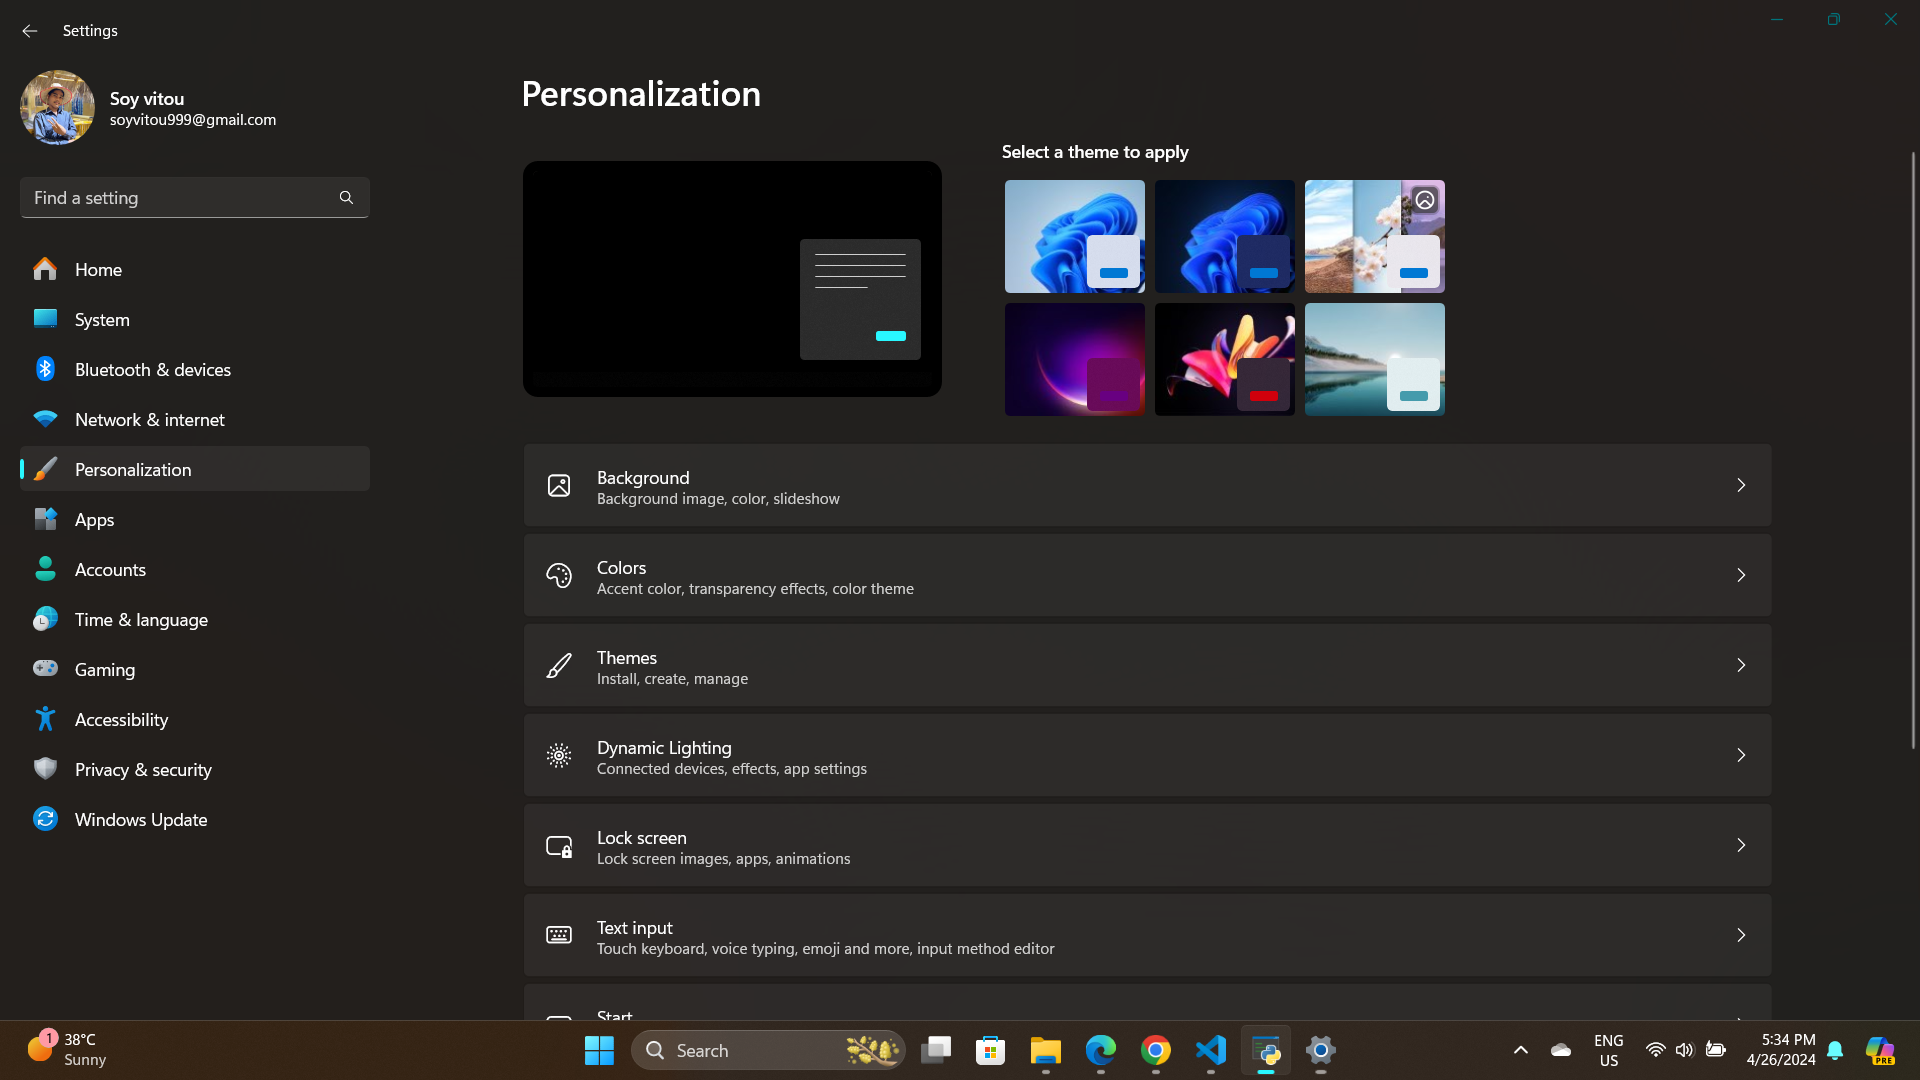 Settings
Soy vitou
soyvitou999@gmail.com
Find a setting
Home
System
Bluetooth & devices
Network & internet
Personalization
Apps
Accounts
Time & language
Gaming
Accessibility
Privacy & security
Windows Update
Personalization
Select a theme to apply
Background
Background image, color, slideshow
Colors
Accent color, transparency effects, color theme
Themes
Install, create, manage
Dynamic Lighting
Connected devices, effects, app settings
Lock screen
Lock screen images, apps, animations
Text input
Touch keyboard, voice typing, emoji and more, input method editor
Start
1
38°C
Sunny
Search
ENG
US
5:34 PM
4/26/2024
PRE